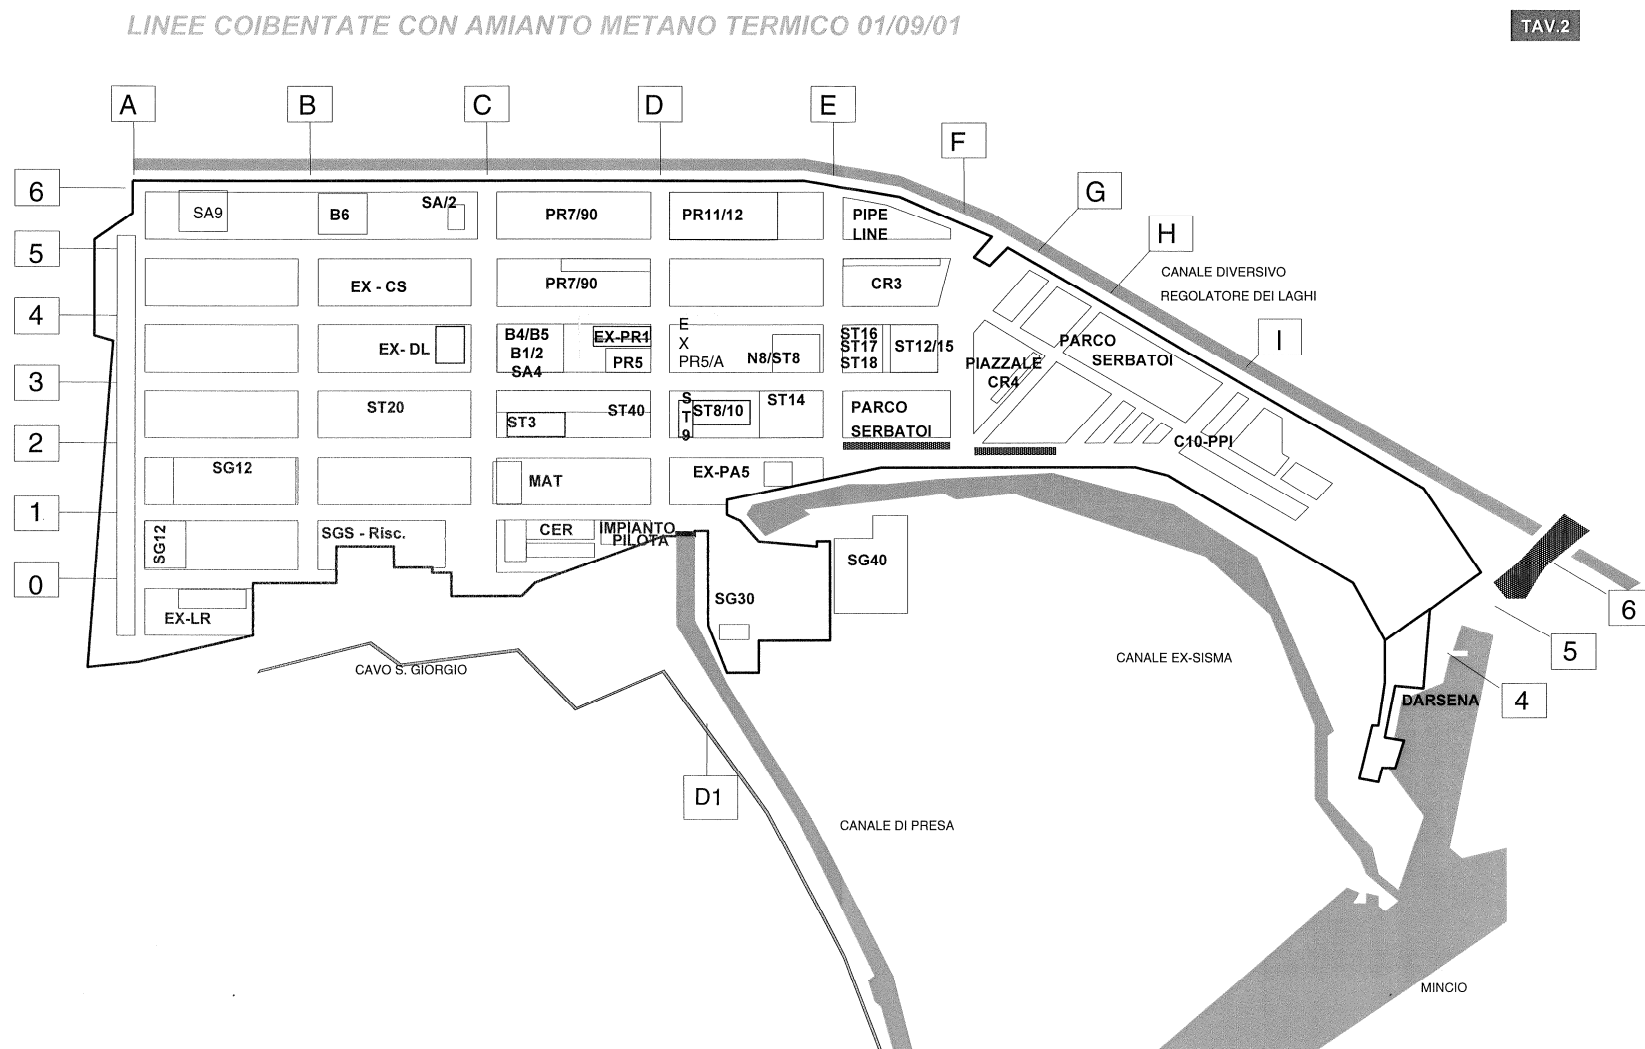 LINEE COIBENTATE CON AMIANTO METANO TERMICO 01/09/01
TAV.2
A
B
C
D
E
F
G
H
I
6
5
4
3
2
1
0
SA9
B6
SA/2
PR7/90
PR11/12
PIPE
LINE
EX - CS
PR7/90
CR3
CANALE DIVERSIVO
REGOLATORE DEI LAGHI
EX- DL
B4/B5
B1/2
SA4
EX-PR1
PR5
E
X
PR5/A
N8/ST8
ST16
ST17
ST18
ST12/15
PIAZZALE
CR4
PARCO
SERBATOI
ST20
ST3
ST40
S
T
9
ST8/10
ST14
PARCO
SERBATOI
C10-PPI
SG12
MAT
EX-PA5
SG12
SGS - Risc.
CER
IMPIANTO
PILOTA
SG30
SG40
EX-LR
6
5
4
CAVO S. GIORGIO
CANALE EX-SISMA
DARSENA
D1
CANALE DI PRESA
MINCIO